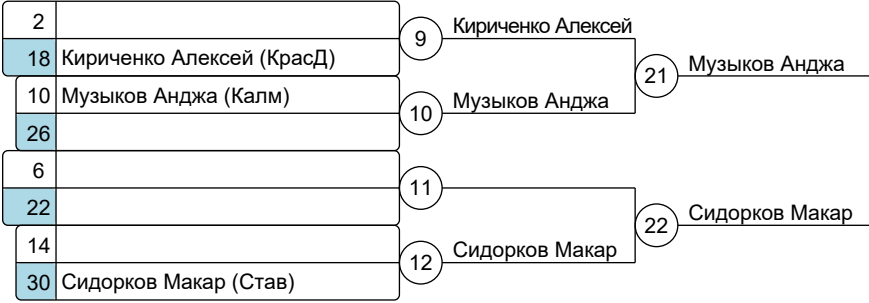 2
18 Кириченко Алексей (КрасД)
10 Музыков Анджа (Калм)
26
6
22
14
30 Сидорков Макар (Став)
9 Кириченко Алексей
10 Музыков Анджа
11
12 Сидорков Макар
21 Музыков Анджа
22 Сидорков Макар